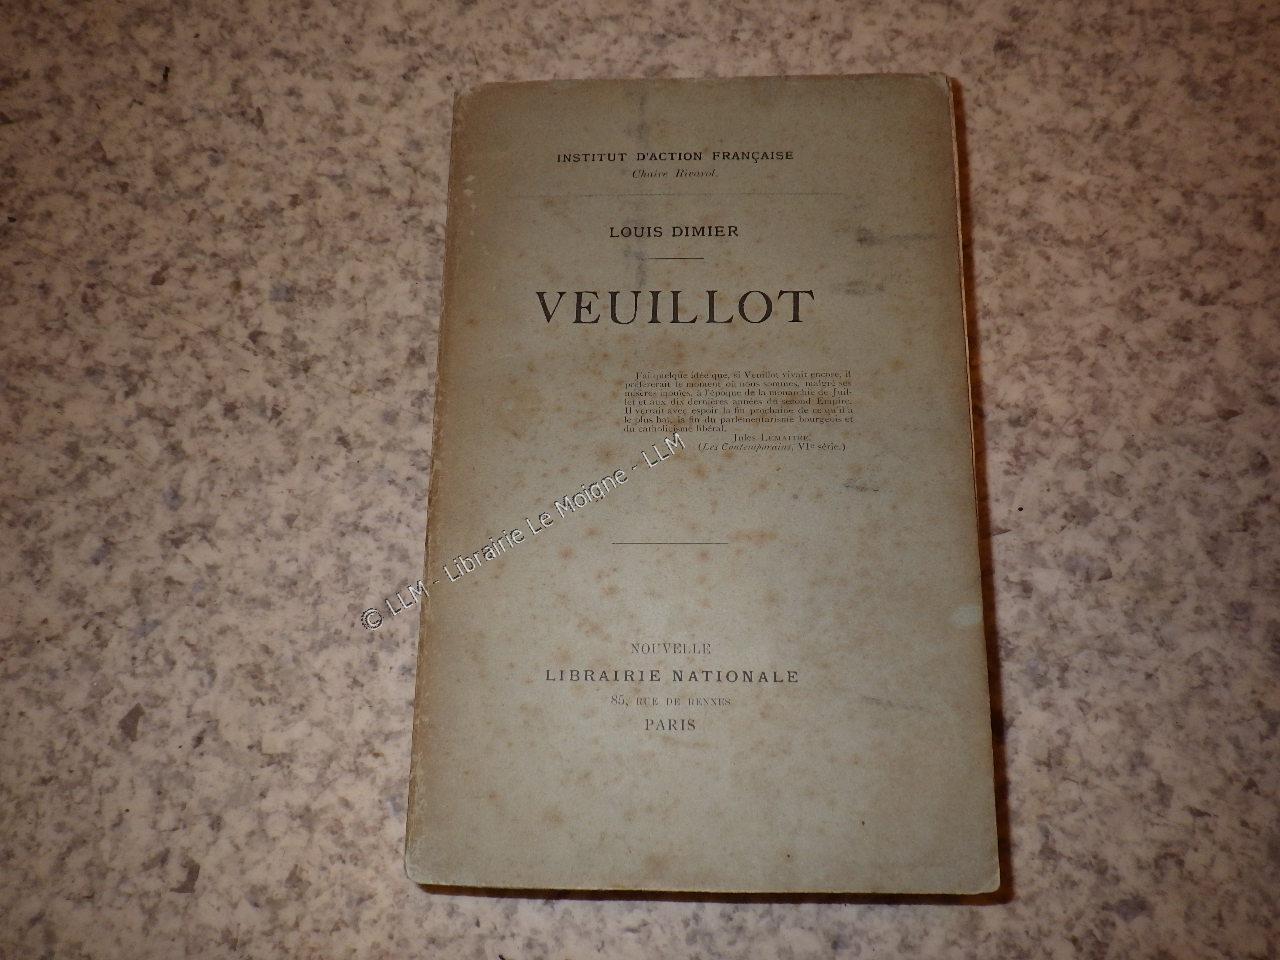 INSTITUT D'ACTION FRANÇAISE
Chaire Rivarol.
LOUIS DIMIER
VEUILLOT
J'ai quelque idée que, si Veuillot vivait encore, il
préférerait le moment où nous sommes, malgré ses
misères inouïes, à l'époque de la monarchie de Juil-
let et aux dix dernières années du second Empire.
Il verrait avec espoir la fin prochaine de ce qu'il a
le plus haï, la fin du parlementarisme bourgeois et
du catholicisme libéral.
Jules LEMAITRE.
(Les Contemporains, VIe série.)
© LLM - Librairie Le Moigne - LLM
NOUVELLE
LIBRAIRIE NATIONALE
85, RUE DE RENNES
PARIS